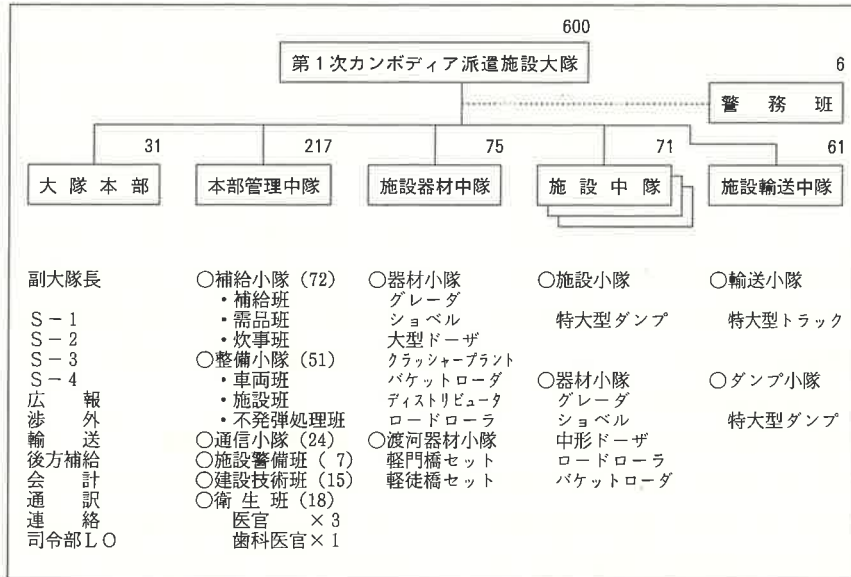 600
第1次カンボディア派遣施設大隊
6
警務班
31
大隊本部
217
本部管理中隊
75
施設器材中隊
71
施設中隊
61
施設輸送中隊
副大隊長
S-1
S-2
S-3
S-4
広報
渉外
輸送
後方補給
会計
通訳
連絡
司令部LO
○補給小隊(72)
・補給班
・需品班
・炊事班
○整備小隊(51)
・車両班
・施設班
・不発弾処理班
○通信小隊(24)
○施設警備班( 7)
○建設技術班(15)
○衛生班(18)
医官 ×3
歯科医官×1
○器材小隊
グレーダ
ショベル
大型ドーザ
クラッシャープラント
バケットローダ
ディストリビュータ
ロードローラ
○渡河器材小隊
軽門橋セット
軽徒橋セット
○施設小隊
特大型ダンプ
○器材小隊
グレーダ
ショベル
中形ドーザ
ロードローラ
バケットローダ
○輸送小隊
特大型トラック
○ダンプ小隊
特大型ダンプ